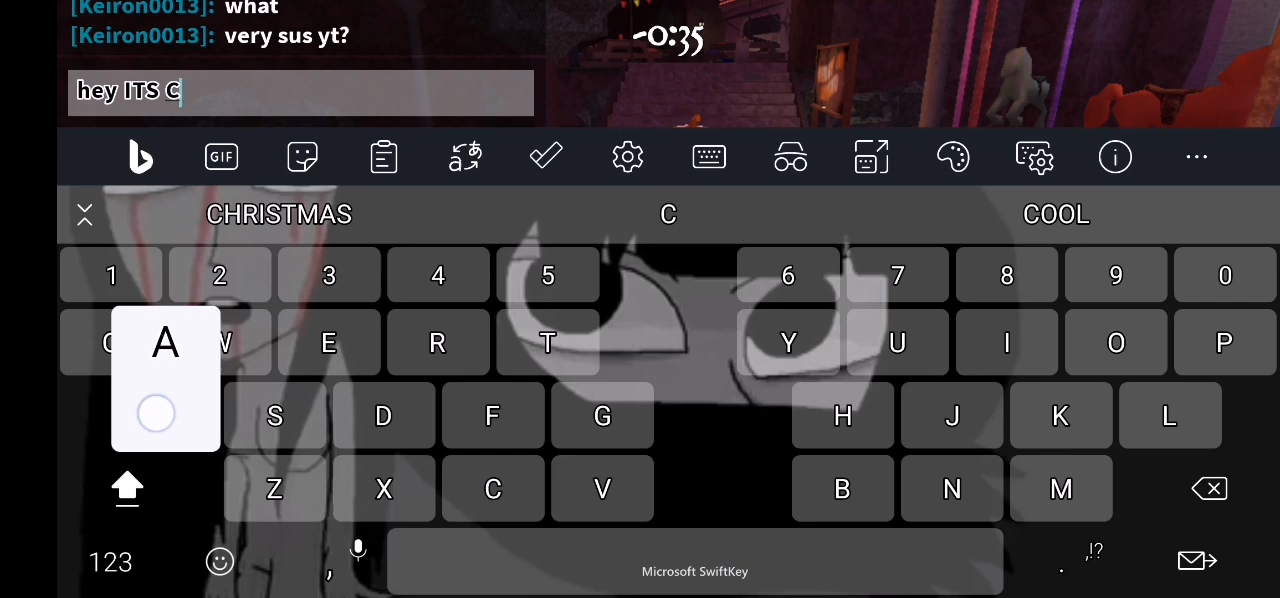 [Keiron0013]: what
[Keiron0013]: very sus yt?
-0:35
hey ITS C
GIF
CHRISTMAS C COOL
1 2 3 4 5 6 7 8 9 0
W E R T Y U I O P
A S D F G H J K L
Z X C V B N M
123 , . ,!?
Microsoft SwiftKey